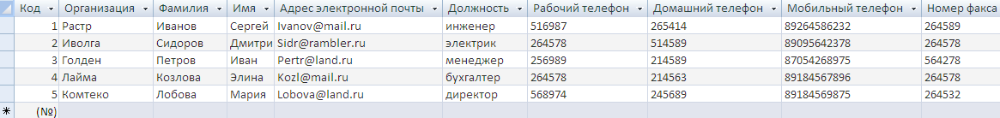 Код Организация Фамилия Имя Адрес электронной почты Должность Рабочий телефон Домашний телефон Мобильный телефон Номер факса
1 Растр Иванов Сергей Ivanov@mail.ru инженер 516987 265414 89264586232 264589
2 Иволга Сидоров Дмитри Sidr@rambler.ru электрик 264578 514589 89095642378 264578
3 Голден Петров Иван Pertr@land.ru менеджер 256989 214589 87054268975 564278
4 Лайма Козлова Элина Kozl@mail.ru бухгалтер 264578 214563 89184567896 264578
5 Комтеко Лобова Мария Lobova@land.ru директор 568974 245689 89184569875 264532
(№)